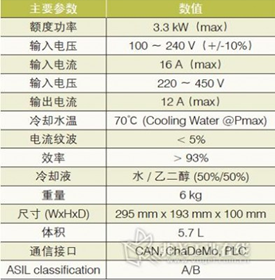 主要参数 数值
额度功率 3.3 kW（max）
输入电压 100 ~ 240 V（+/-10%）
输入电流 16 A（max）
输入电压 220 ~ 450 V
输出电流 12 A（max）
冷却水温 70℃ (Cooling Water @Pmax)
电流纹波 < 5%
效率 > 93%
冷却液 水 / 乙二醇 (50%/50%)
重量 6 kg
尺寸 (WxHxD) 295 mm x 193 mm x 100 mm
体积 5.7 L
通信接口 CAN, ChaDeMo, PLC
ASIL classification A/B